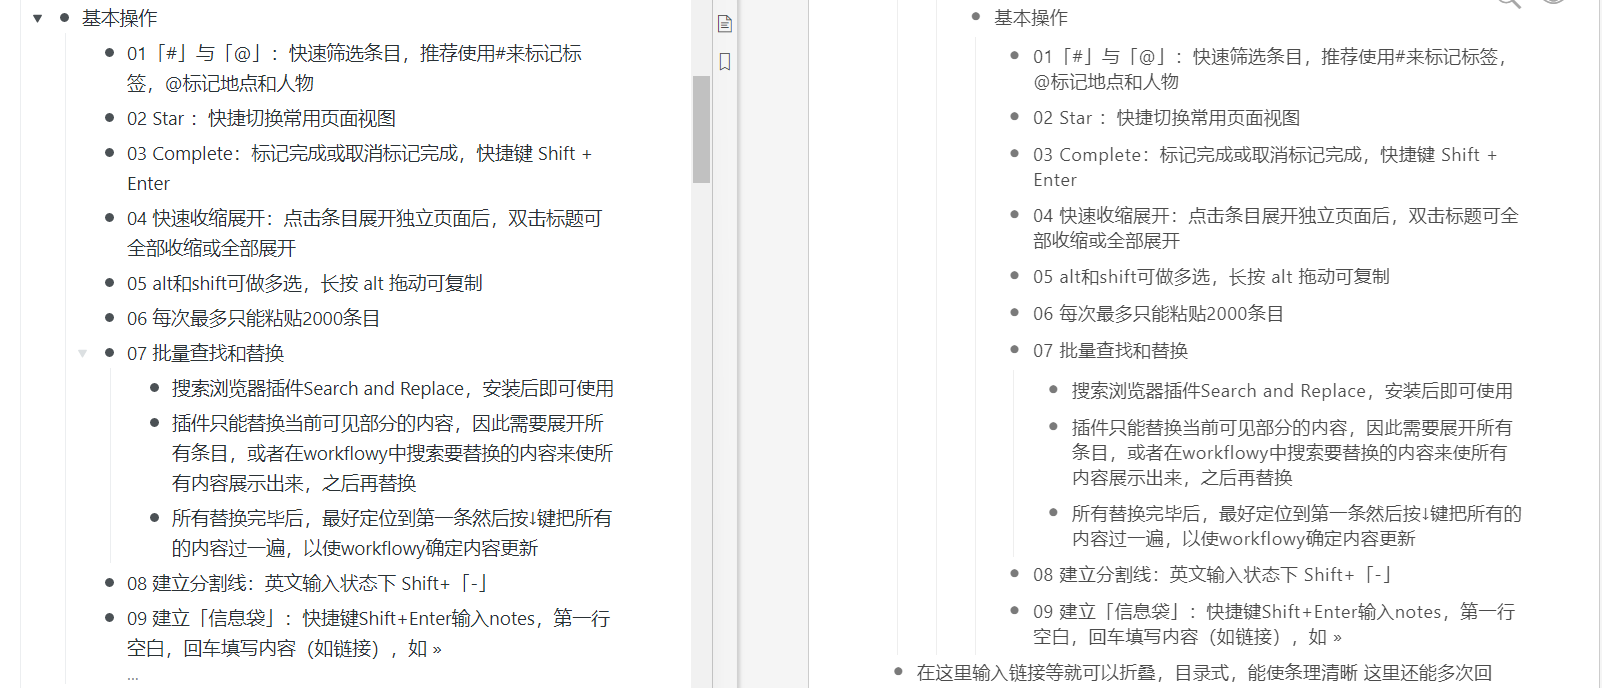 基本操作
01「#」与「@」：快速筛选条目，推荐使用#来标记标
签，@标记地点和人物
02 Star ：快捷切换常用页面视图
03 Complete：标记完成或取消标记完成，快捷键 Shift +
Enter
04 快速收缩展开：点击条目展开独立页面后，双击标题可
全部收缩或全部展开
05 alt和shift可做多选，长按 alt 拖动可复制
06 每次最多只能粘贴2000条目
07 批量查找和替换
搜索浏览器插件Search and Replace，安装后即可使用
插件只能替换当前可见部分的内容，因此需要展开所
有条目，或者在workflowy中搜索要替换的内容来使所
有内容展示出来，之后再替换
所有替换完毕后，最好定位到第一条然后按↓键把所有
的内容过一遍，以使workflowy确定内容更新
08 建立分割线：英文输入状态下 Shift+「-」
09 建立「信息袋」：快捷键Shift+Enter输入notes，第一行
空白，回车填写内容（如链接），如 »
...
基本操作
01「#」与「@」：快速筛选条目，推荐使用#来标记标签，
@标记地点和人物
02 Star ：快捷切换常用页面视图
03 Complete：标记完成或取消标记完成，快捷键 Shift +
Enter
04 快速收缩展开：点击条目展开独立页面后，双击标题可全
部收缩或全部展开
05 alt和shift可做多选，长按 alt 拖动可复制
06 每次最多只能粘贴2000条目
07 批量查找和替换
搜索浏览器插件Search and Replace，安装后即可使用
插件只能替换当前可见部分的内容，因此需要展开所有
条目，或者在workflowy中搜索要替换的内容来使所有
内容展示出来，之后再替换
所有替换完毕后，最好定位到第一条然后按↓键把所有的
内容过一遍，以使workflowy确定内容更新
08 建立分割线：英文输入状态下 Shift+「-」
09 建立「信息袋」：快捷键Shift+Enter输入notes，第一行
空白，回车填写内容（如链接），如 »
在这里输入链接等就可以折叠，目录式，能使条理清晰 这里还能多次回